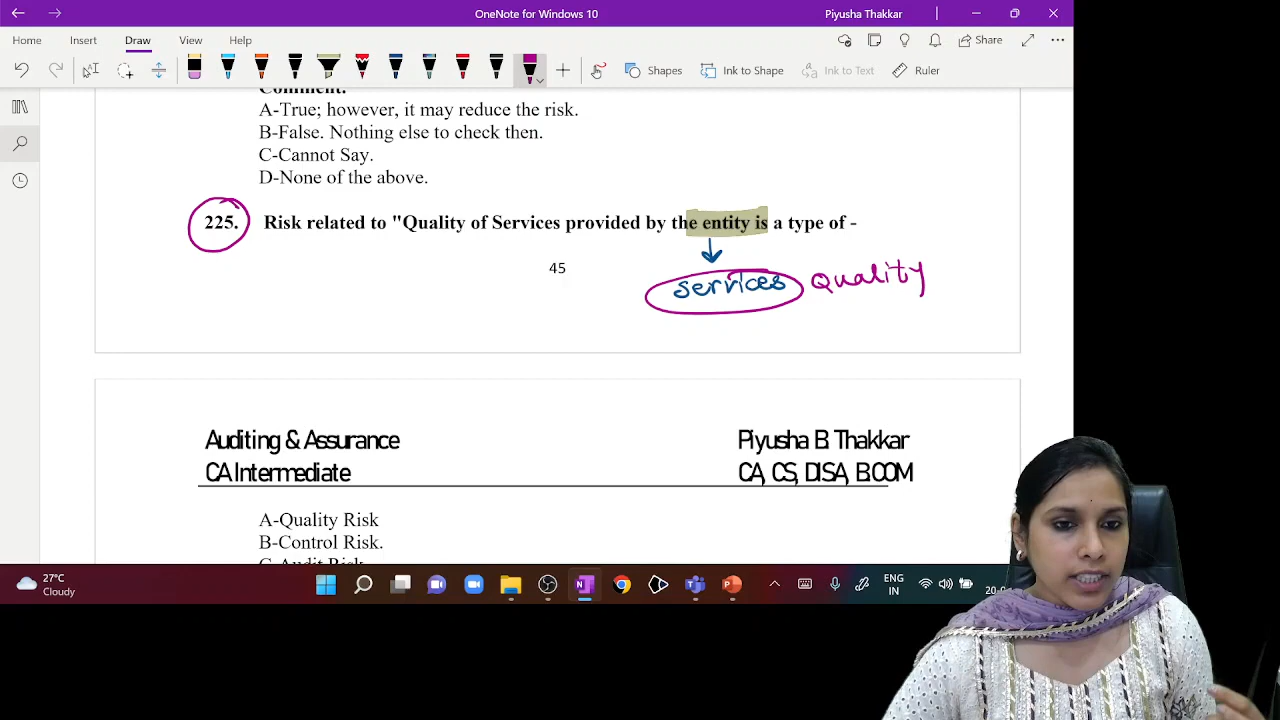 OneNote for Windows 10
Piyusha Thakkar
Home Insert Draw View Help
Share
Shapes
Ink to Shape
Ink to Text
Ruler
Comment.
A-True; however, it may reduce the risk.
B-False. Nothing else to check then.
C-Cannot Say.
D-None of the above.
225. Risk related to "Quality of Services provided by the entity is a type of -
45
services Quality
Auditing & Assurance
Piyusha B. Thakkar
CA Intermediate
CA, CS, DISA, B.COM
A-Quality Risk
B-Control Risk.
C-Audit Risk
27°C
Cloudy
ENG
IN